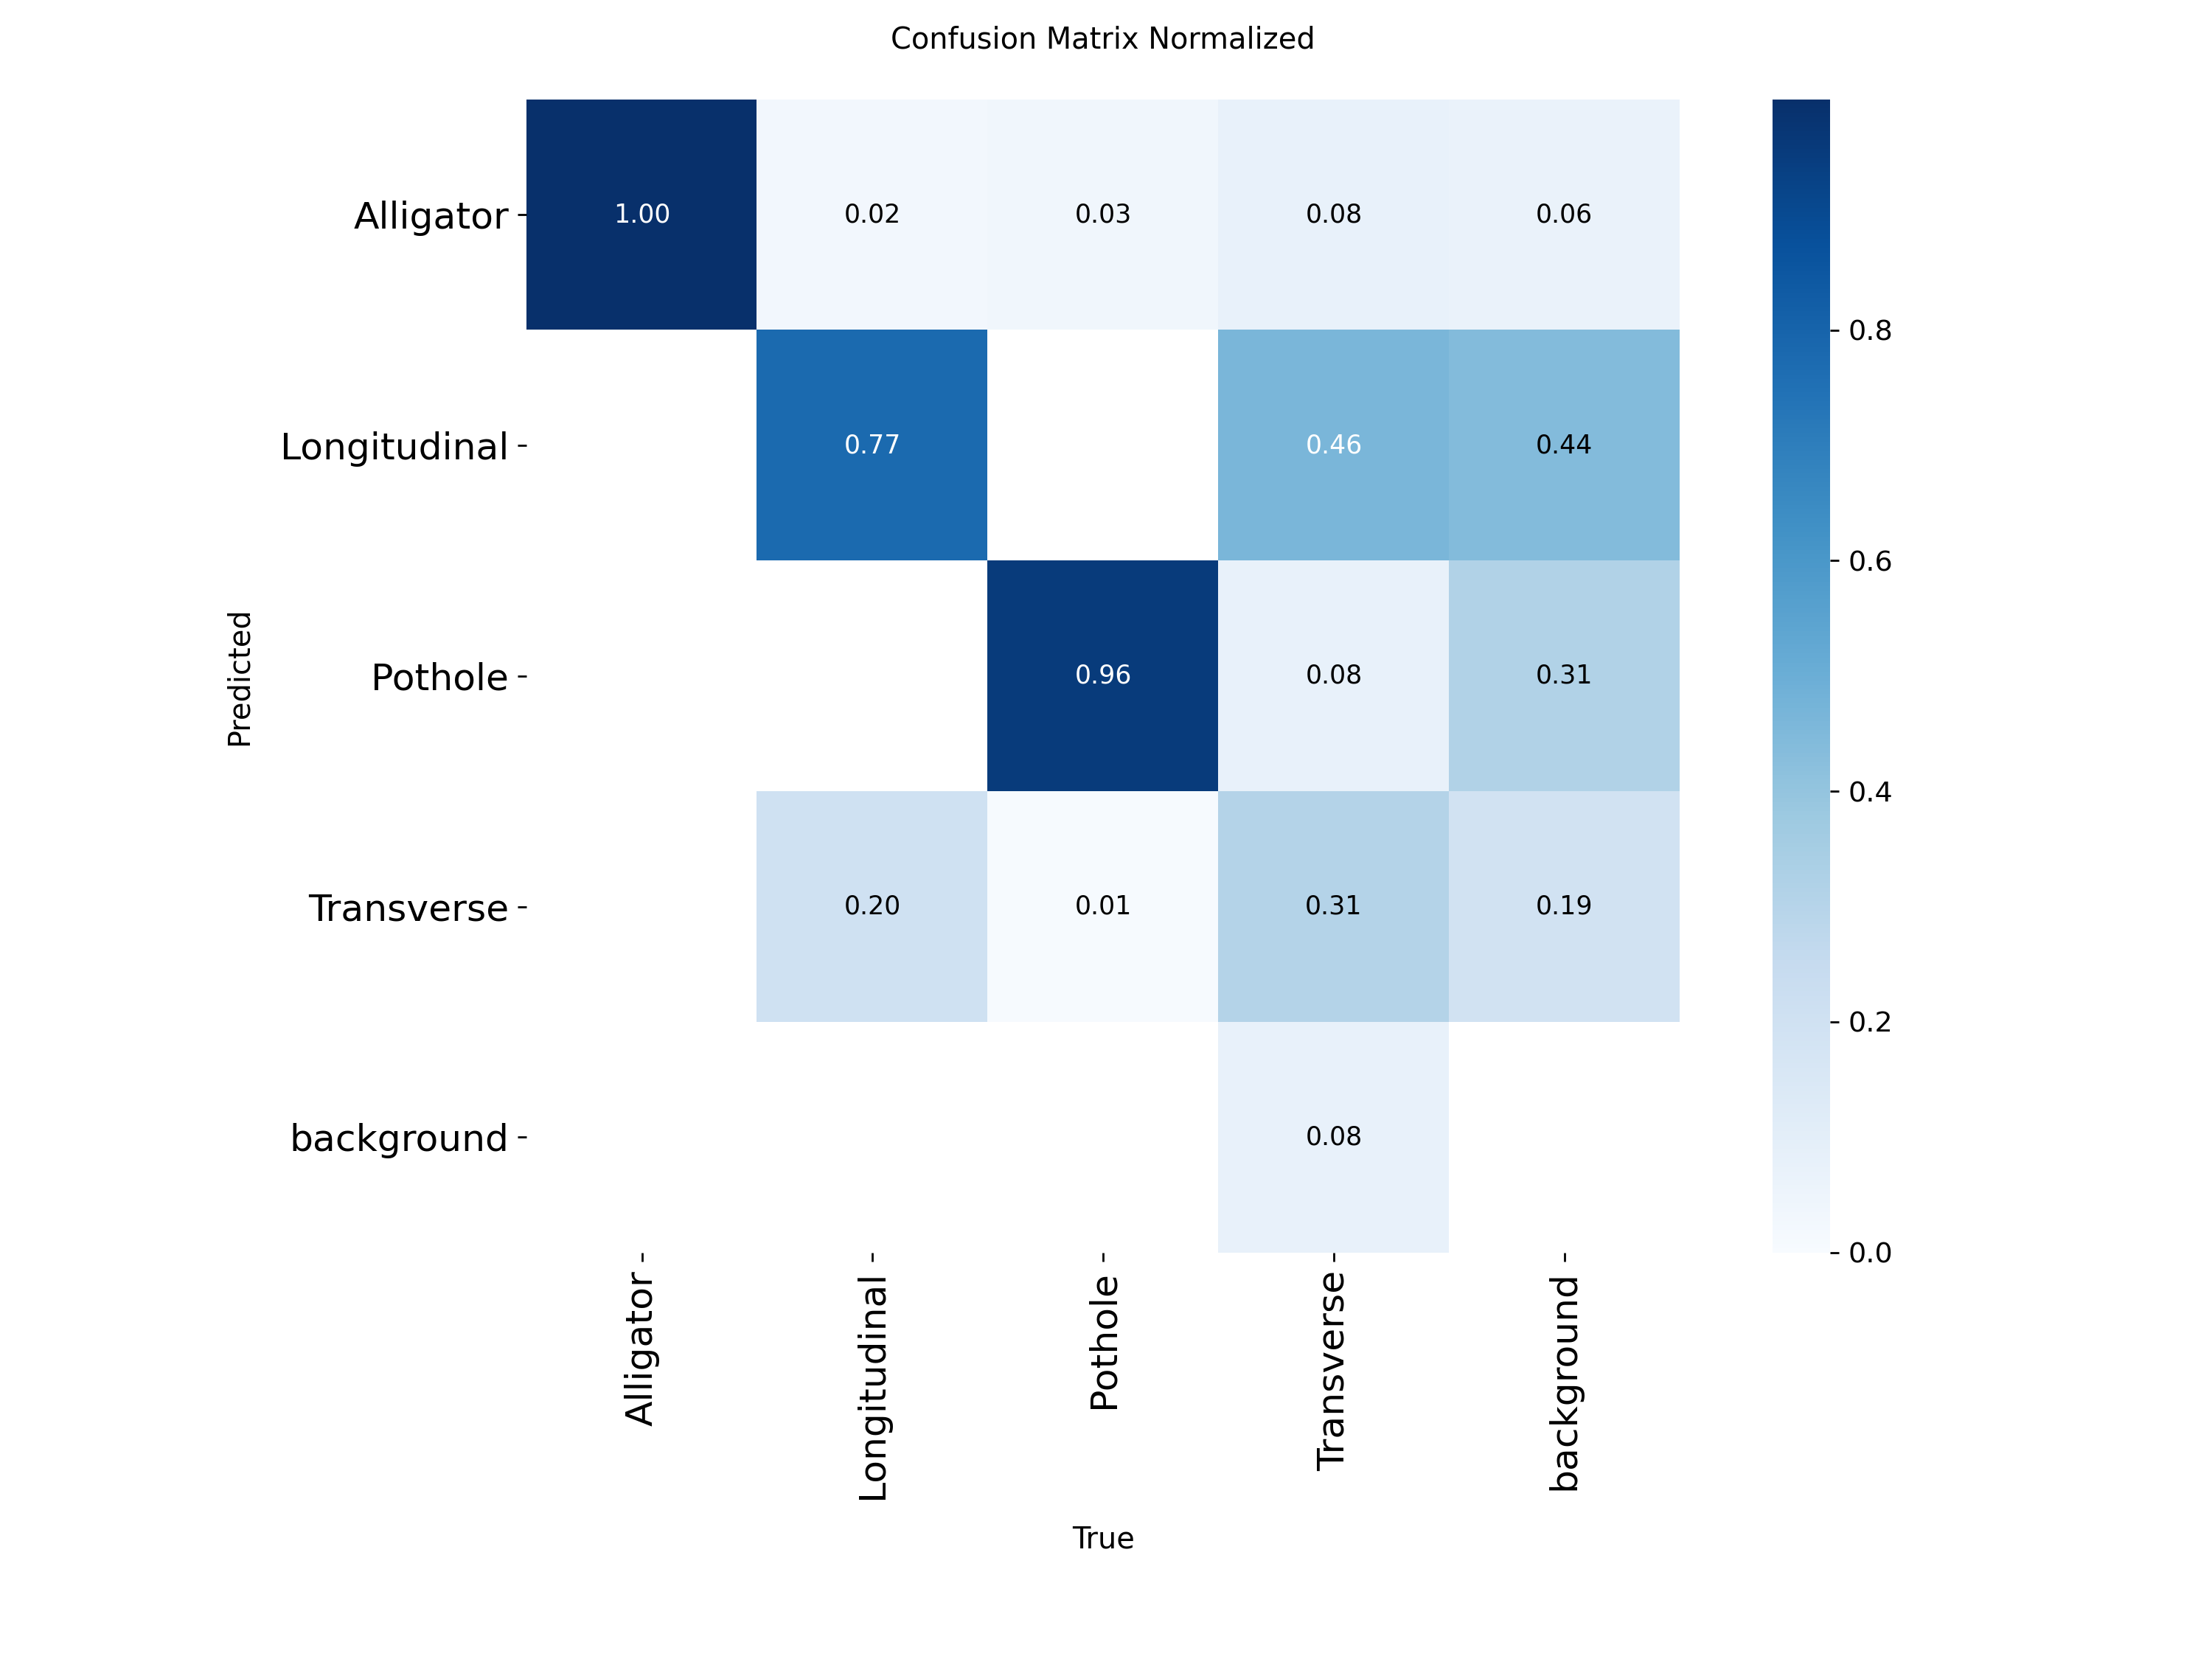 Confusion Matrix Normalized
Alligator
1.00 0.02 0.03 0.08 0.06
Longitudinal
0.77 0.46 0.44
Pothole
0.96 0.08 0.31
Transverse
0.20 0.01 0.31 0.19
background
0.08
Predicted
Alligator
Longitudinal
Pothole
Transverse
background
True
0.8
0.6
0.4
0.2
0.0